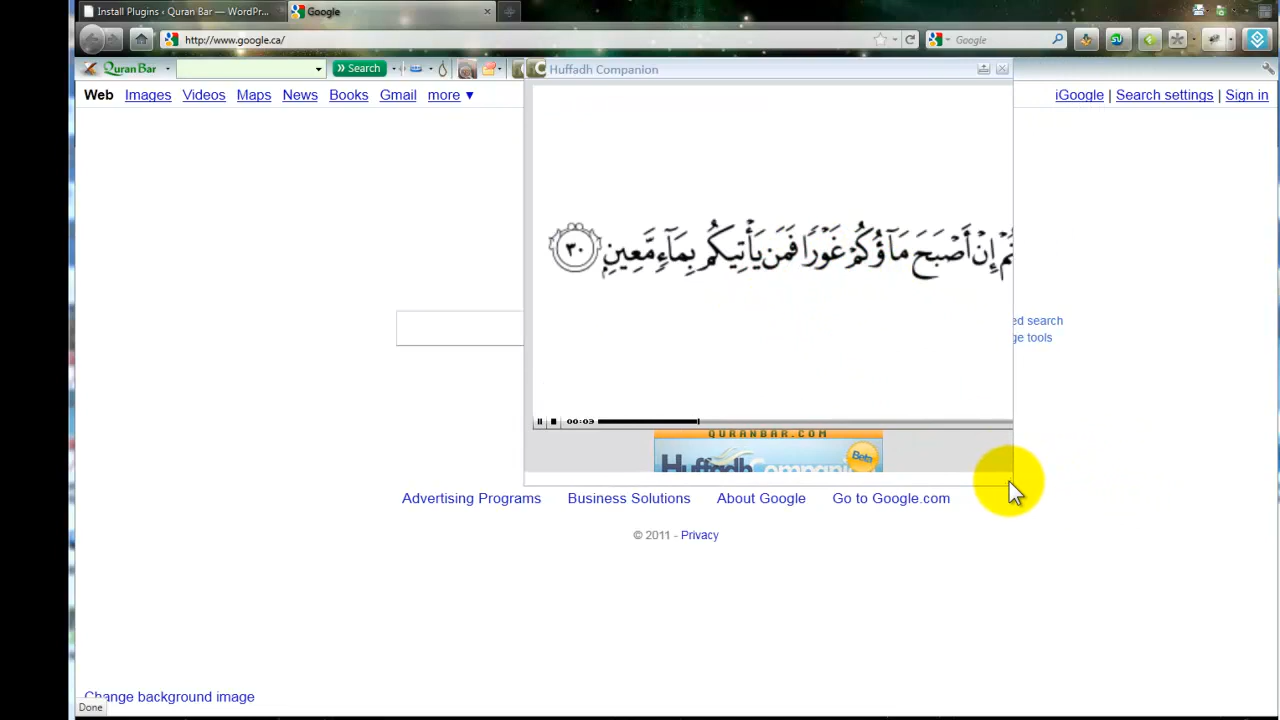 Install Plugins ‹ Quran Bar — WordPr...
Google
http://www.google.ca/
Google
Quran Bar
» Search
Huffadh Companion
Web Images Videos Maps News Books Gmail more ▼
iGoogle | Search settings | Sign in
إِنْ أَصْبَحَ مَآؤُكُمْ غَوْرًا فَمَن يَأْتِيكُم بِمَآءٍ مَّعِينٍ ٣٠
ed search
ge tools
00:03
QURANBAR.COM
Huffadh Companion
Beta
Advertising Programs Business Solutions About Google Go to Google.com
© 2011 - Privacy
Change background image
Done